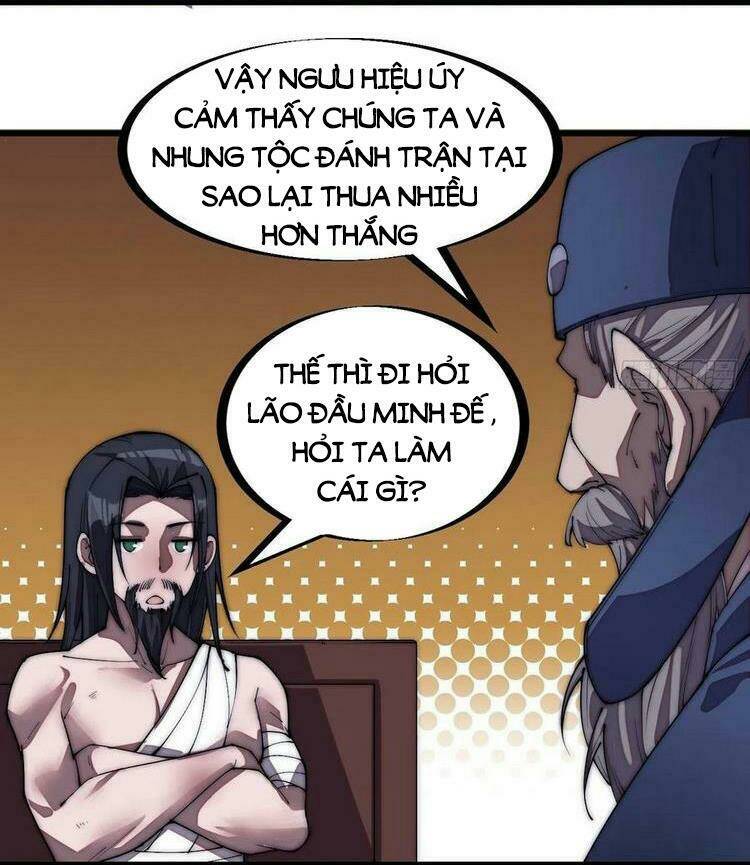 VẬY NGƯU HIỆU ÚY
CẢM THẤY CHÚNG TA VÀ
NHUNG TỘC ĐÁNH TRẬN TẠI
SAO LẠI THUA NHIỀU
HƠN THẮNG
THẾ THÌ ĐI HỎI
LÃO ĐẦU MINH ĐẾ,
HỎI TA LÀM
CÁI GÌ?